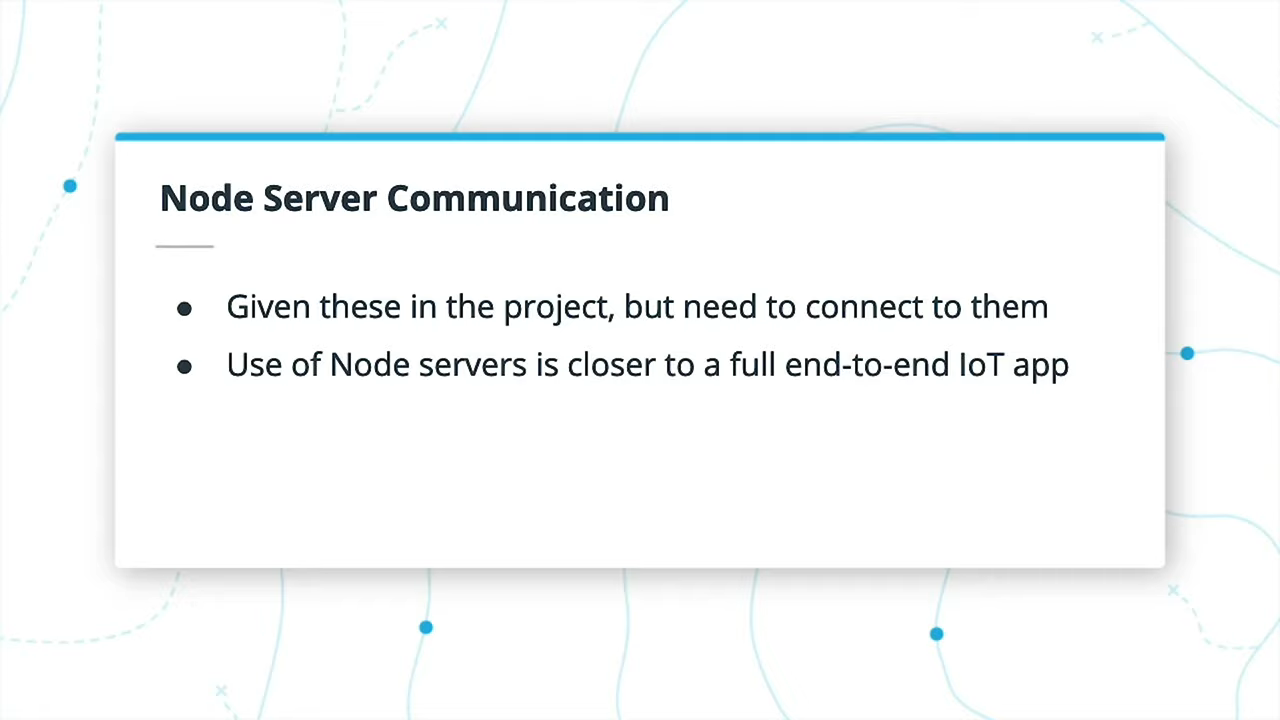 Node Server Communication
● Given these in the project, but need to connect to them
● Use of Node servers is closer to a full end-to-end IoT app